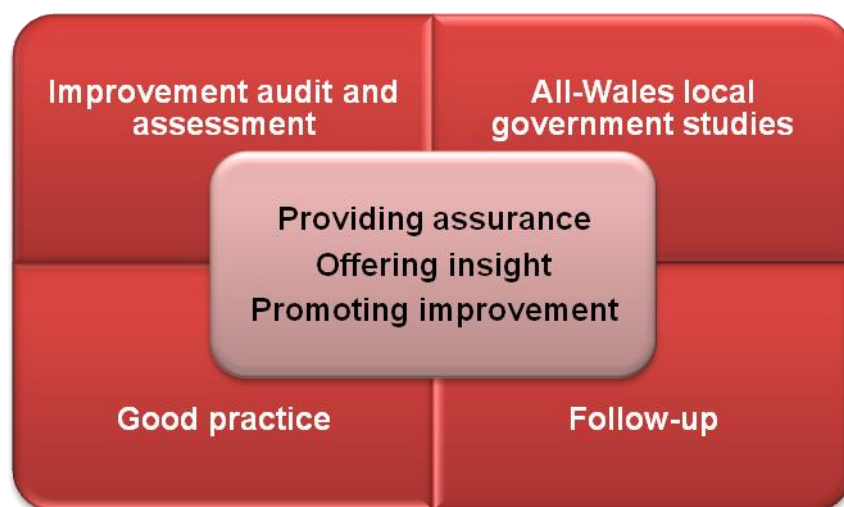 Improvement audit and
assessment
All-Wales local
government studies
Providing assurance
Offering insight
Promoting improvement
Good practice
Follow-up